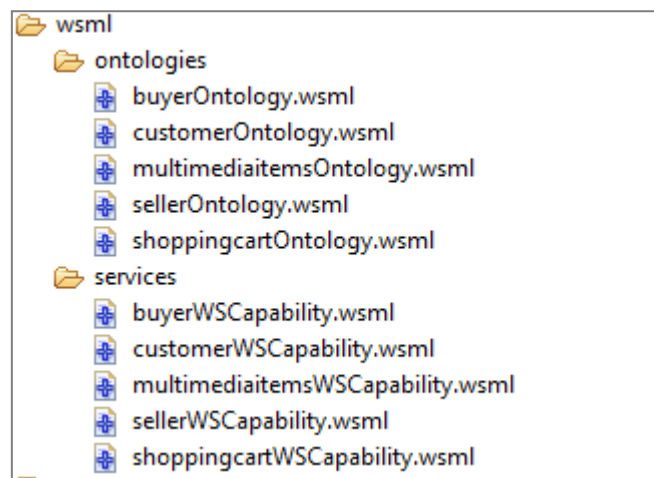 wsml
ontologies
buyerOntology.wsml
customerOntology.wsml
multimediaitemsOntology.wsml
sellerOntology.wsml
shoppingcartOntology.wsml
services
buyerWSCapability.wsml
customerWSCapability.wsml
multimediaitemsWSCapability.wsml
sellerWSCapability.wsml
shoppingcartWSCapability.wsml